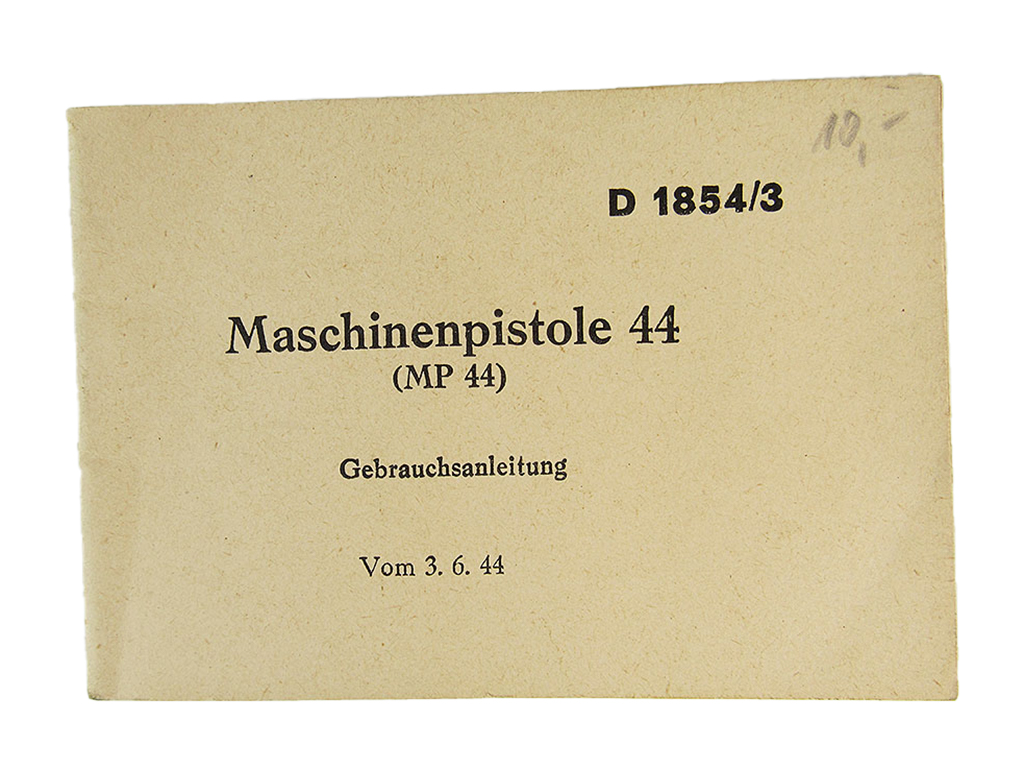 10,-
D 1854/3
Maschinenpistole 44
(MP 44)
Gebrauchsanleitung
Vom 3. 6. 44